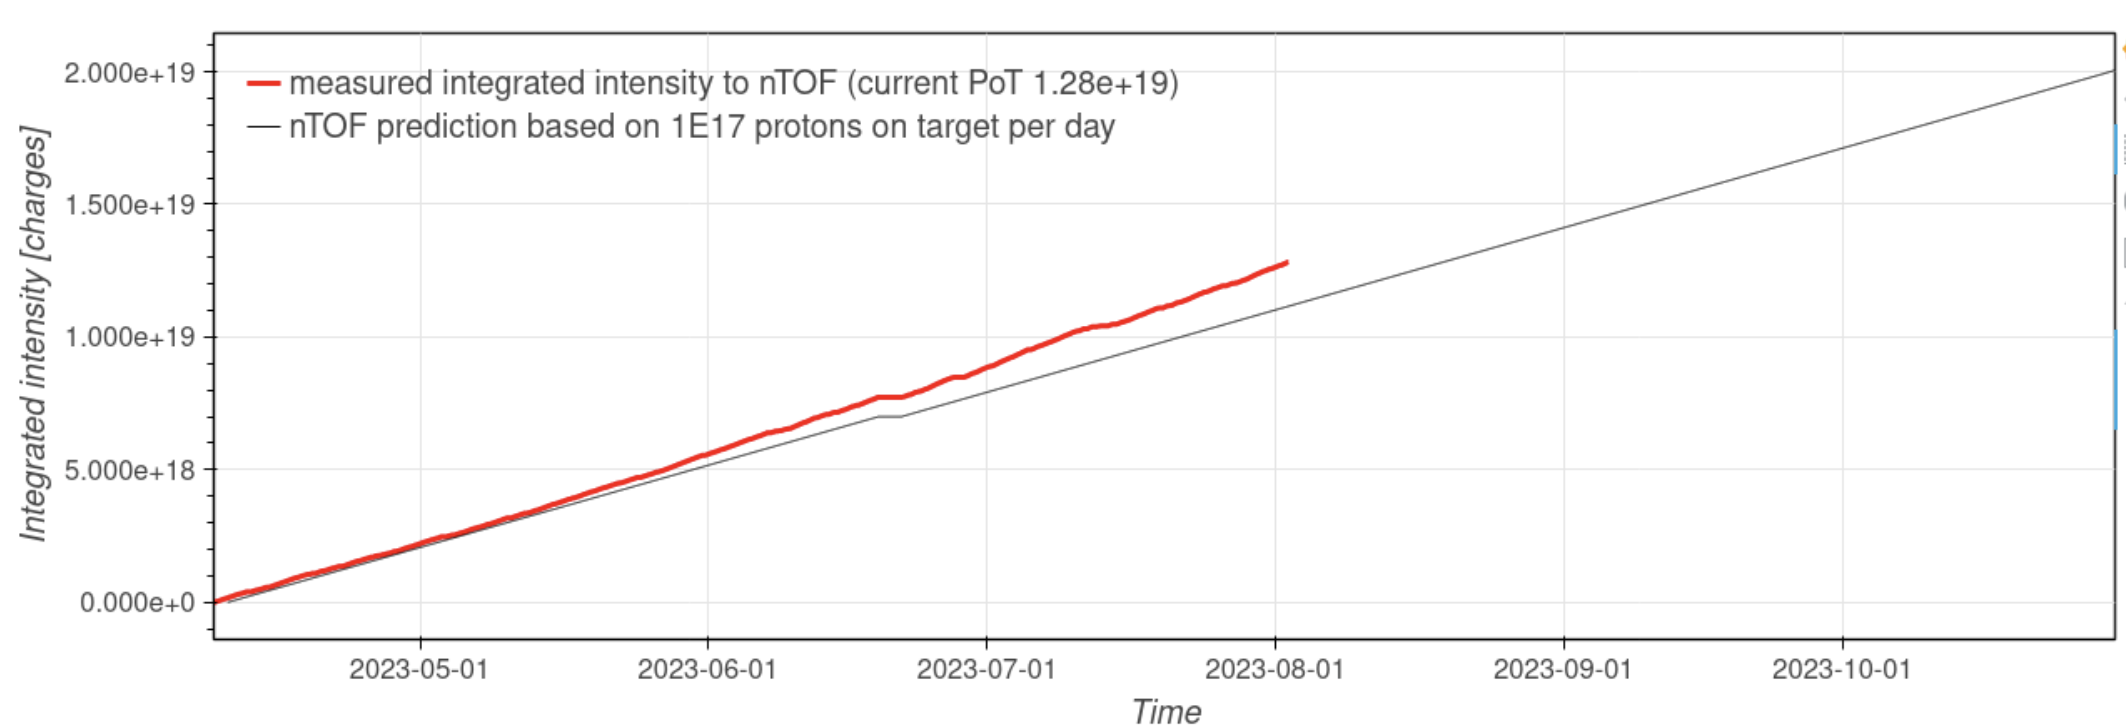 2.000e+19
measured integrated intensity to nTOF (current PoT 1.28e+19)
nTOF prediction based on 1E17 protons on target per day
1.500e+19
1.000e+19
5.000e+18
0.000e+0
Integrated intensity [charges]
2023-05-01 2023-06-01 2023-07-01 2023-08-01 2023-09-01 2023-10-01
Time